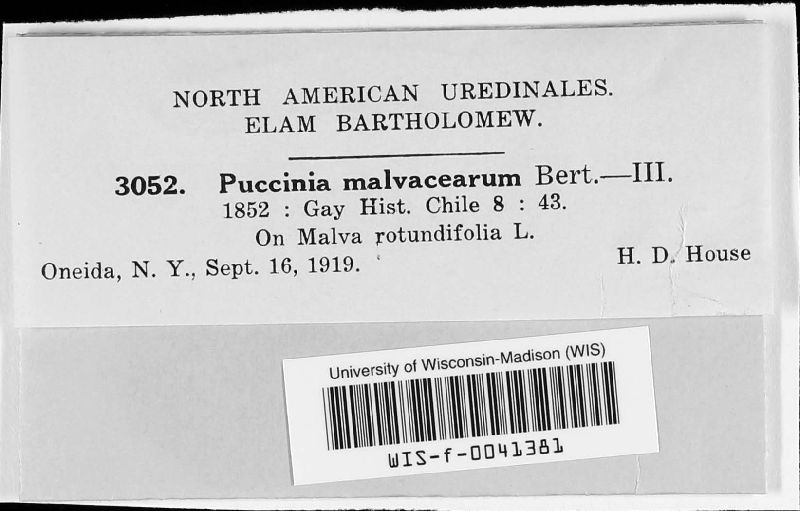 NORTH AMERICAN UREDINALES.
ELAM BARTHOLOMEW.
3052. Puccinia malvacearum Bert.—III.
1852 : Gay Hist. Chile 8 : 43.
On Malva rotundifolia L.
Oneida, N. Y., Sept. 16, 1919. H. D. House
University of Wisconsin-Madison (WIS)
WIS-f-0041381